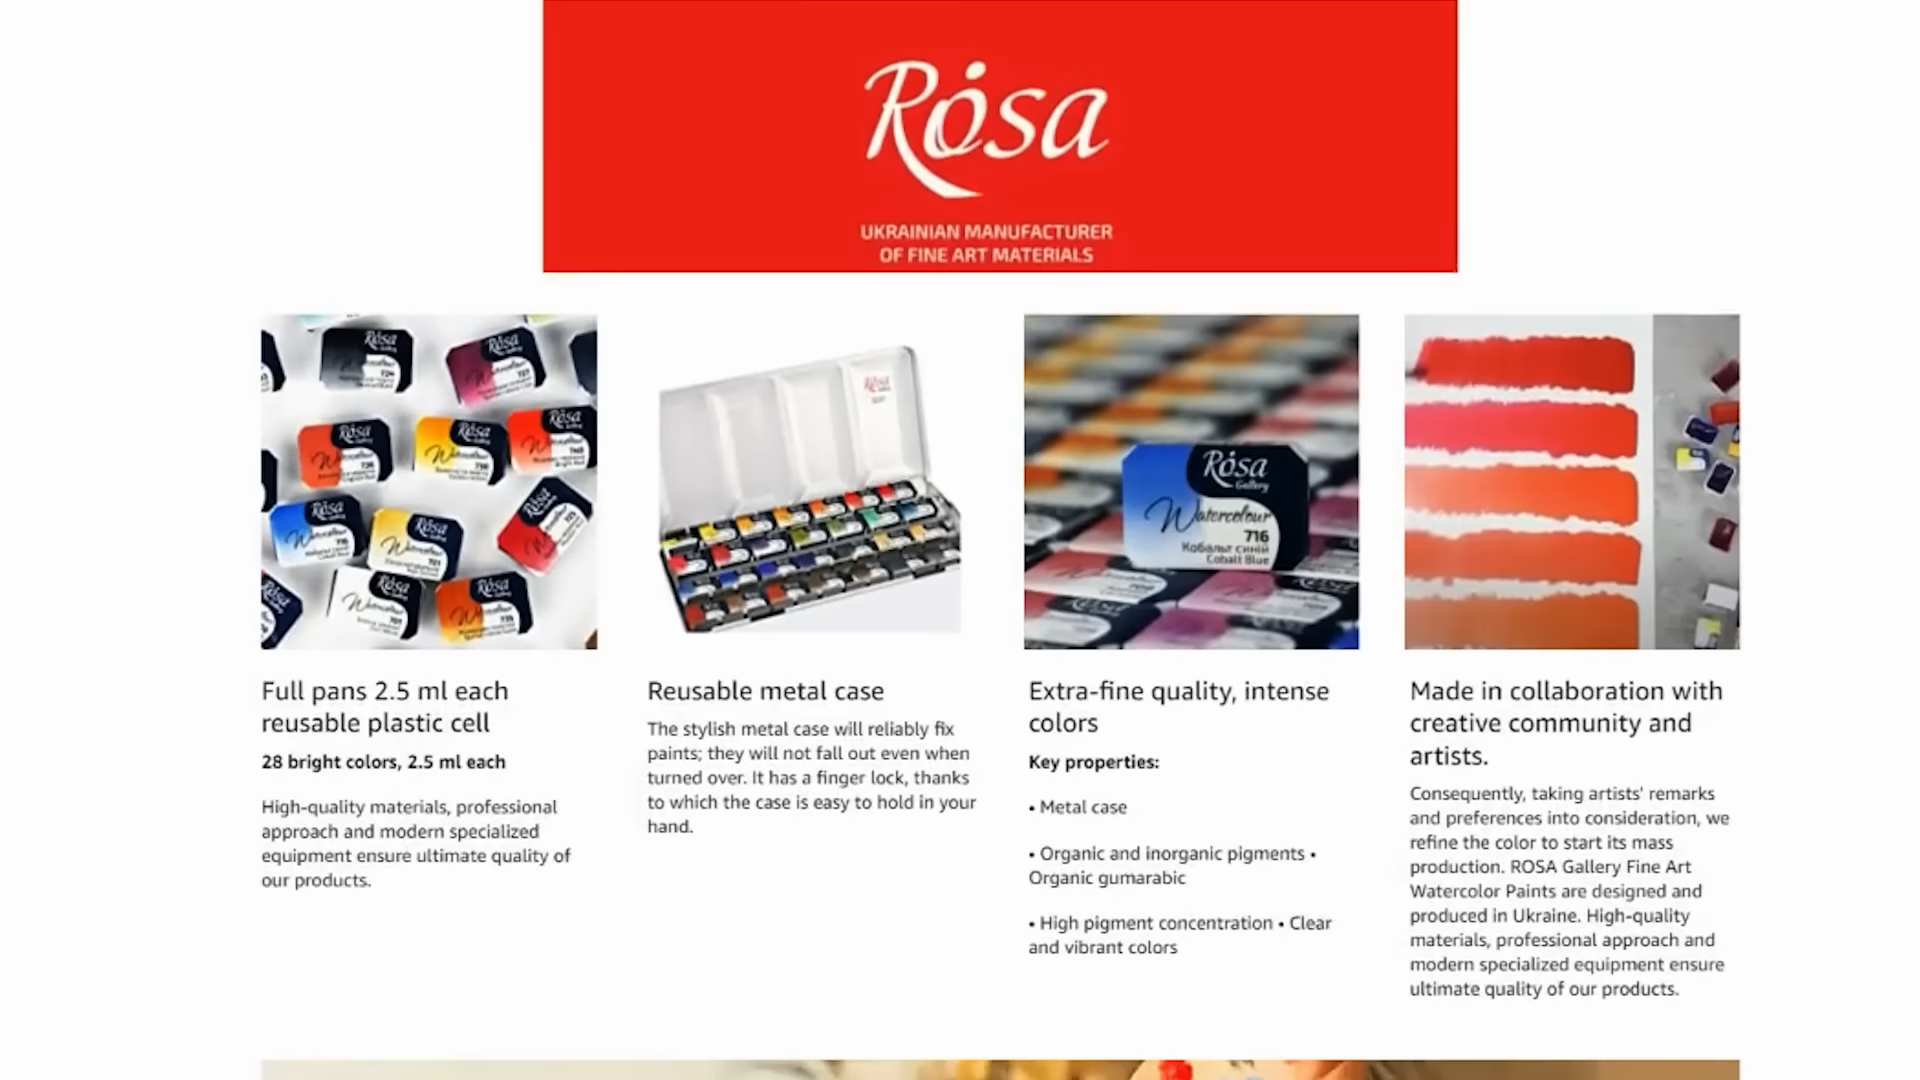 Rosa
UKRAINIAN MANUFACTURER
OF FINE ART MATERIALS
Rosa
Gallery
Watercolour
716
Кобальт синій
Cobalt Blue
Full pans 2.5 ml each
reusable plastic cell
28 bright colors, 2.5 ml each
High-quality materials, professional
approach and modern specialized
equipment ensure ultimate quality of
our products.
Reusable metal case
The stylish metal case will reliably fix
paints; they will not fall out even when
turned over. It has a finger lock, thanks
to which the case is easy to hold in your
hand.
Extra-fine quality, intense
colors
Key properties:
• Metal case
• Organic and inorganic pigments •
Organic gumarabic
• High pigment concentration • Clear
and vibrant colors
Made in collaboration with
creative community and
artists.
Consequently, taking artists' remarks
and preferences into consideration, we
refine the color to start its mass
production. ROSA Gallery Fine Art
Watercolor Paints are designed and
produced in Ukraine. High-quality
materials, professional approach and
modern specialized equipment ensure
ultimate quality of our products.